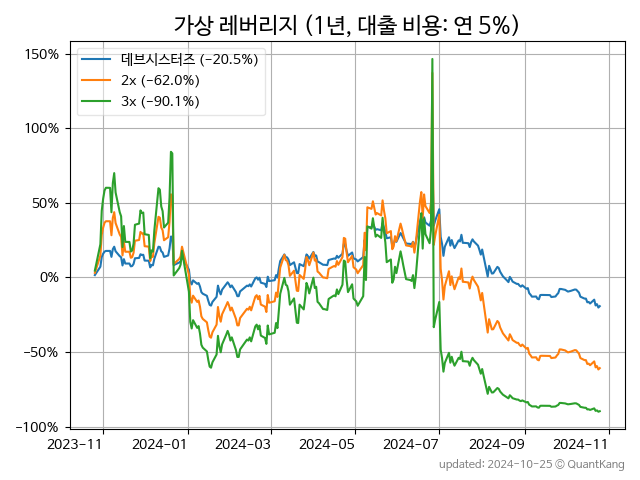 가상 레버리지 (1년, 대출 비용: 연 5%)
데브시스터즈 (−20.5%)
2x (−62.0%)
3x (−90.1%)
150%
100%
50%
0%
−50%
−100%
2023-11 2024-01 2024-03 2024-05 2024-07 2024-09 2024-11
updated: 2024-10-25 © QuantKang